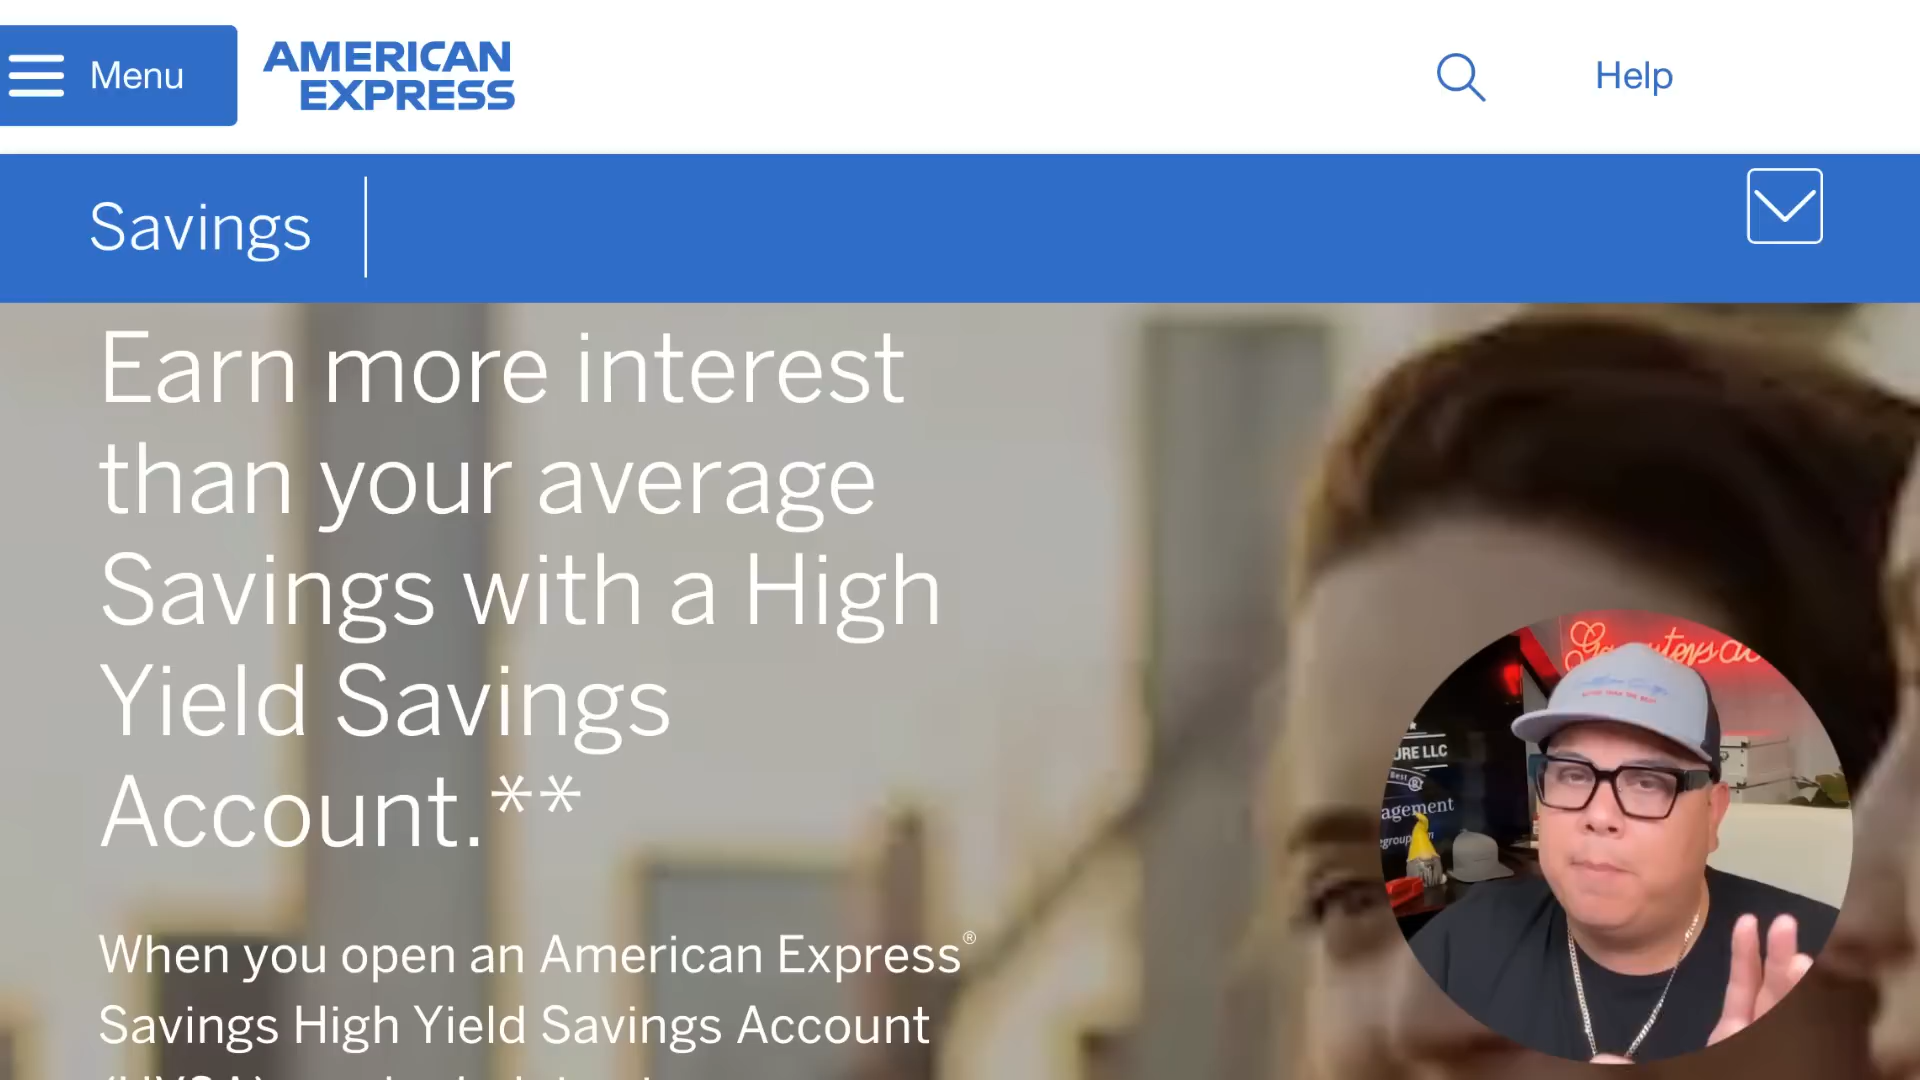 Menu
AMERICAN
EXPRESS
Help
Savings
Earn more interest
than your average
Savings with a High
Yield Savings
Account.**
When you open an American Express®
Savings High Yield Savings Account
URE LLC
Best
agement